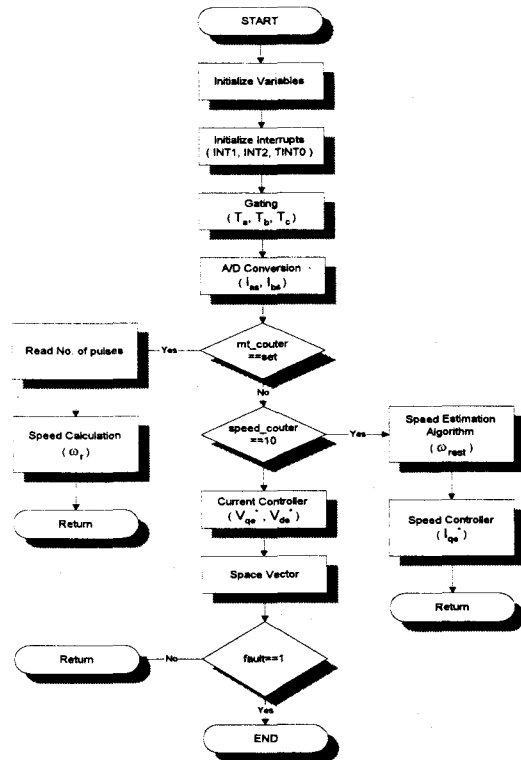 START
Initialize Variables
Initialize Interrupts
( INT1, INT2, TINT0 )
Gating
( Ta, Tb, Tc )
A/D Conversion
( ias, ibs )
mt_couter
==set
Yes
Read No. of pulses
No
Speed Calculation
( ωr )
Return
speed_couter
==10
Yes
Speed Estimation
Algorithm
( ωrest )
Speed Controller
( Iqe* )
Return
Current Controller
( Vqe* , Vde* )
Space Vector
fault==1
No
Return
Yes
END